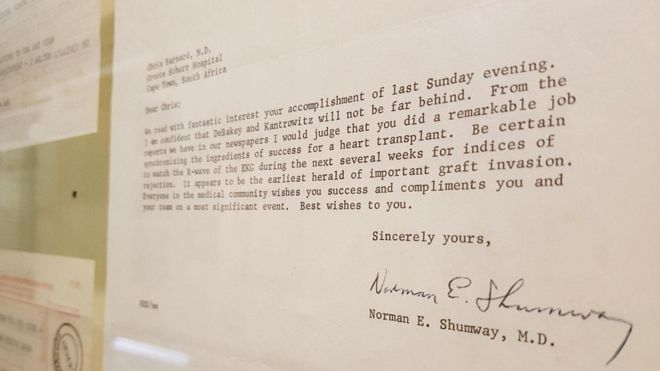 Chris Barnard, M.D.
Groote Schuur Hospital
Cape Town, South Africa
Dear Chris:
We read with fantastic interest your accomplishment of last Sunday evening.
I am confident that DeBakey and Kantrowitz will not be far behind. From the
reports we have in our newspapers I would judge that you did a remarkable job
synchronizing the ingredients of success for a heart transplant. Be certain
to watch the R-wave of the EKG during the next several weeks for indices of
rejection. It appears to be the earliest herald of important graft invasion.
Everyone in the medical community wishes you success and compliments you and
your team on a most significant event. Best wishes to you.
Sincerely yours,
Norman E. Shumway
Norman E. Shumway, M.D.